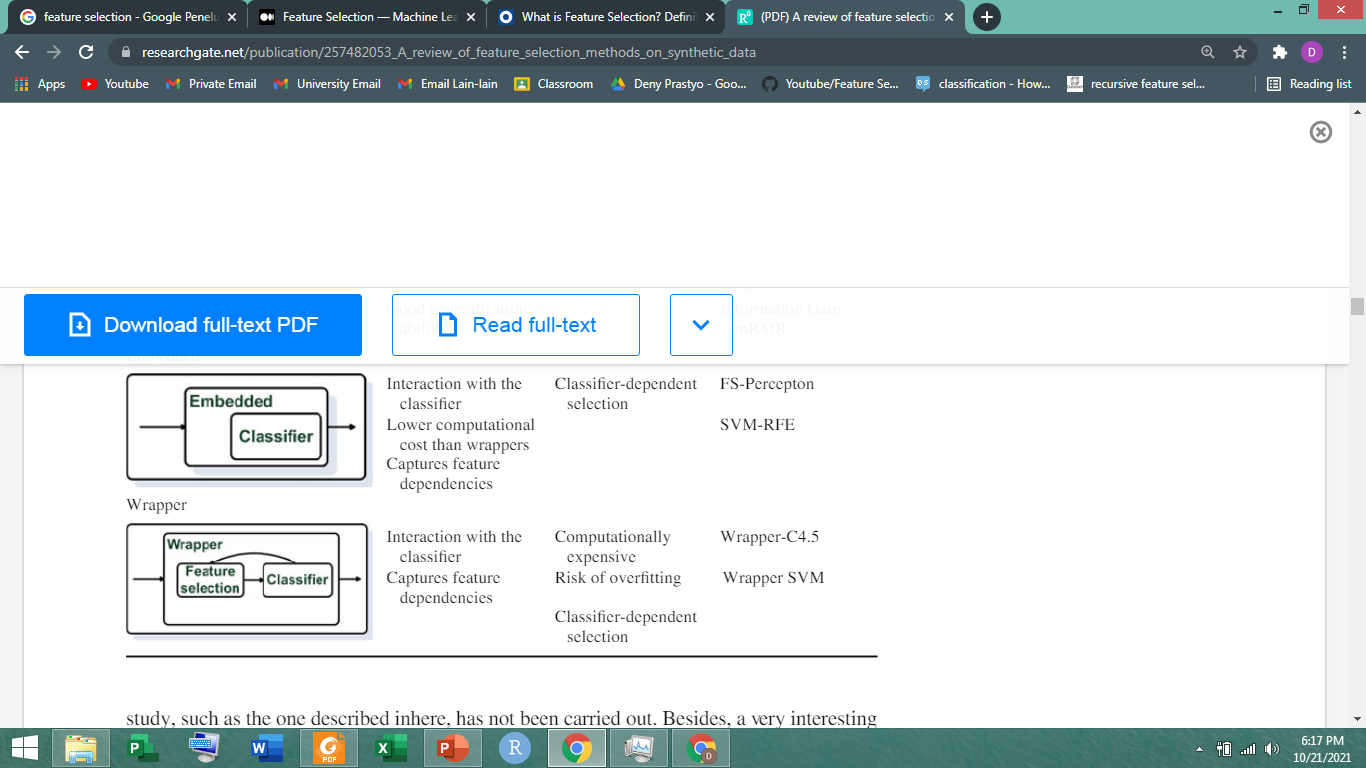 feature selection - Google Penelu
Feature Selection — Machine Lea
What is Feature Selection? Defini
(PDF) A review of feature selectio
researchgate.net/publication/257482053_A_review_of_feature_selection_methods_on_synthetic_data
D
Apps
Youtube
Private Email
University Email
Email Lain-lain
Classroom
Deny Prastyo - Goo...
Youtube/Feature Se...
classification - How...
recursive feature sel...
Reading list
Information Gain
mRMR
Download full-text PDF
Read full-text
Embedded
Embedded
Classifier
Interaction with the
classifier
Lower computational
cost than wrappers
Captures feature
dependencies
Classifier-dependent
selection
FS-Percepton
SVM-RFE
Wrapper
Wrapper
Feature
selection
Classifier
Interaction with the
classifier
Captures feature
dependencies
Computationally
expensive
Risk of overfitting
Classifier-dependent
selection
Wrapper-C4.5
Wrapper SVM
study, such as the one described inhere, has not been carried out. Besides, a very interesting
6:17 PM
10/21/2021